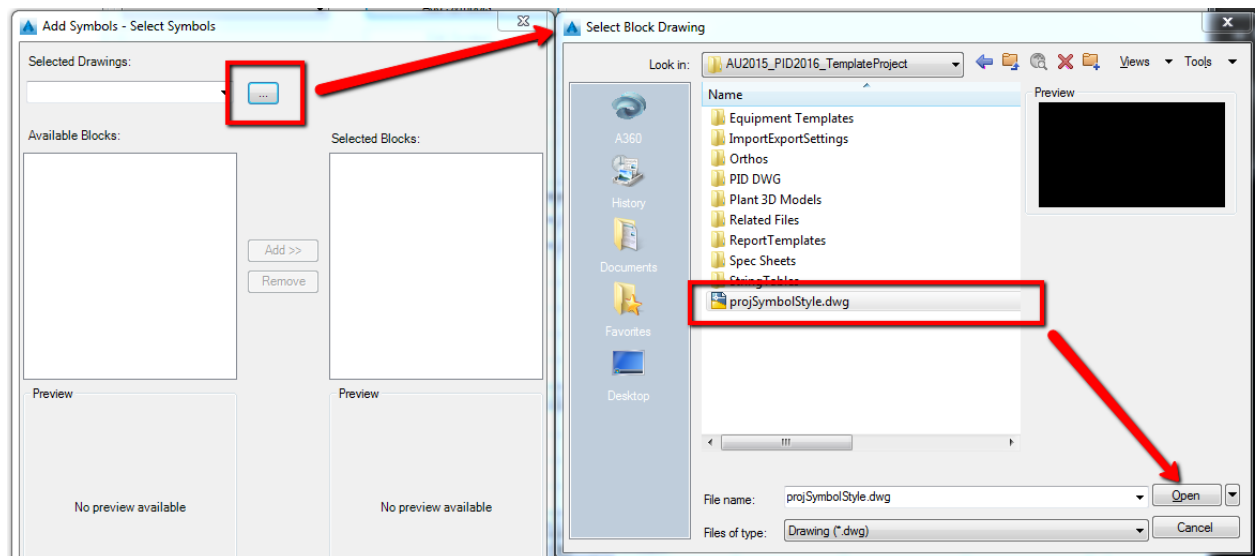 Add Symbols - Select Symbols
Selected Drawings:
...
Available Blocks:
Selected Blocks:
Add >>
Remove
Preview
Preview
No preview available
No preview available
Select Block Drawing
Look in:
AU2015_PID2016_TemplateProject
Views
Tools
A360
History
Documents
Favorites
Desktop
Name
Equipment Templates
ImportExportSettings
Orthos
PID DWG
Plant 3D Models
Related Files
ReportTemplates
Spec Sheets
StringTables
projSymbolStyle.dwg
Preview
File name:
projSymbolStyle.dwg
Open
Files of type:
Drawing (*.dwg)
Cancel